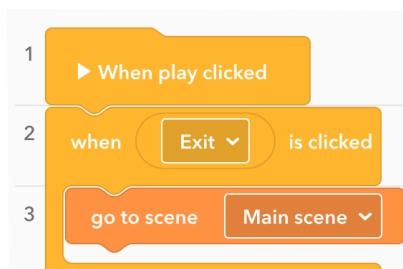 1 When play clicked
2 when Exit is clicked
3 go to scene Main scene